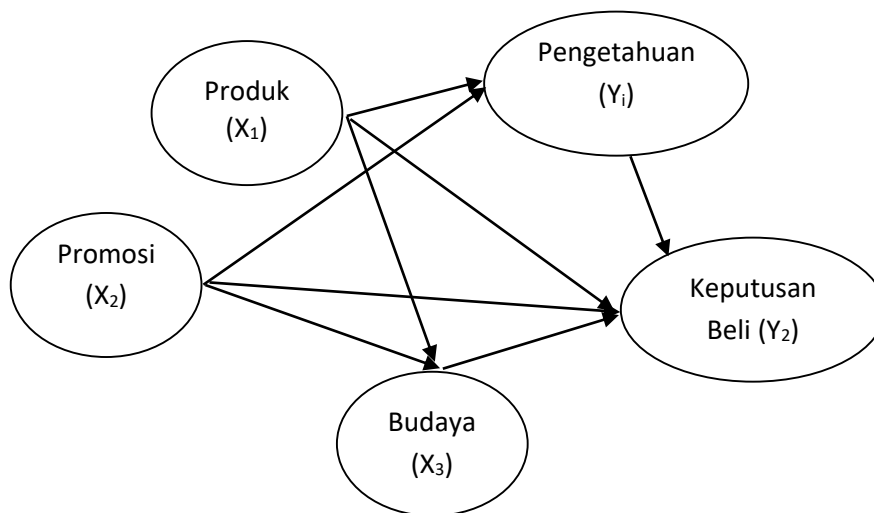 Pengetahuan
(Yᵢ)
Produk
(X₁)
Promosi
(X₂)
Keputusan
Beli (Y₂)
Budaya
(X₃)